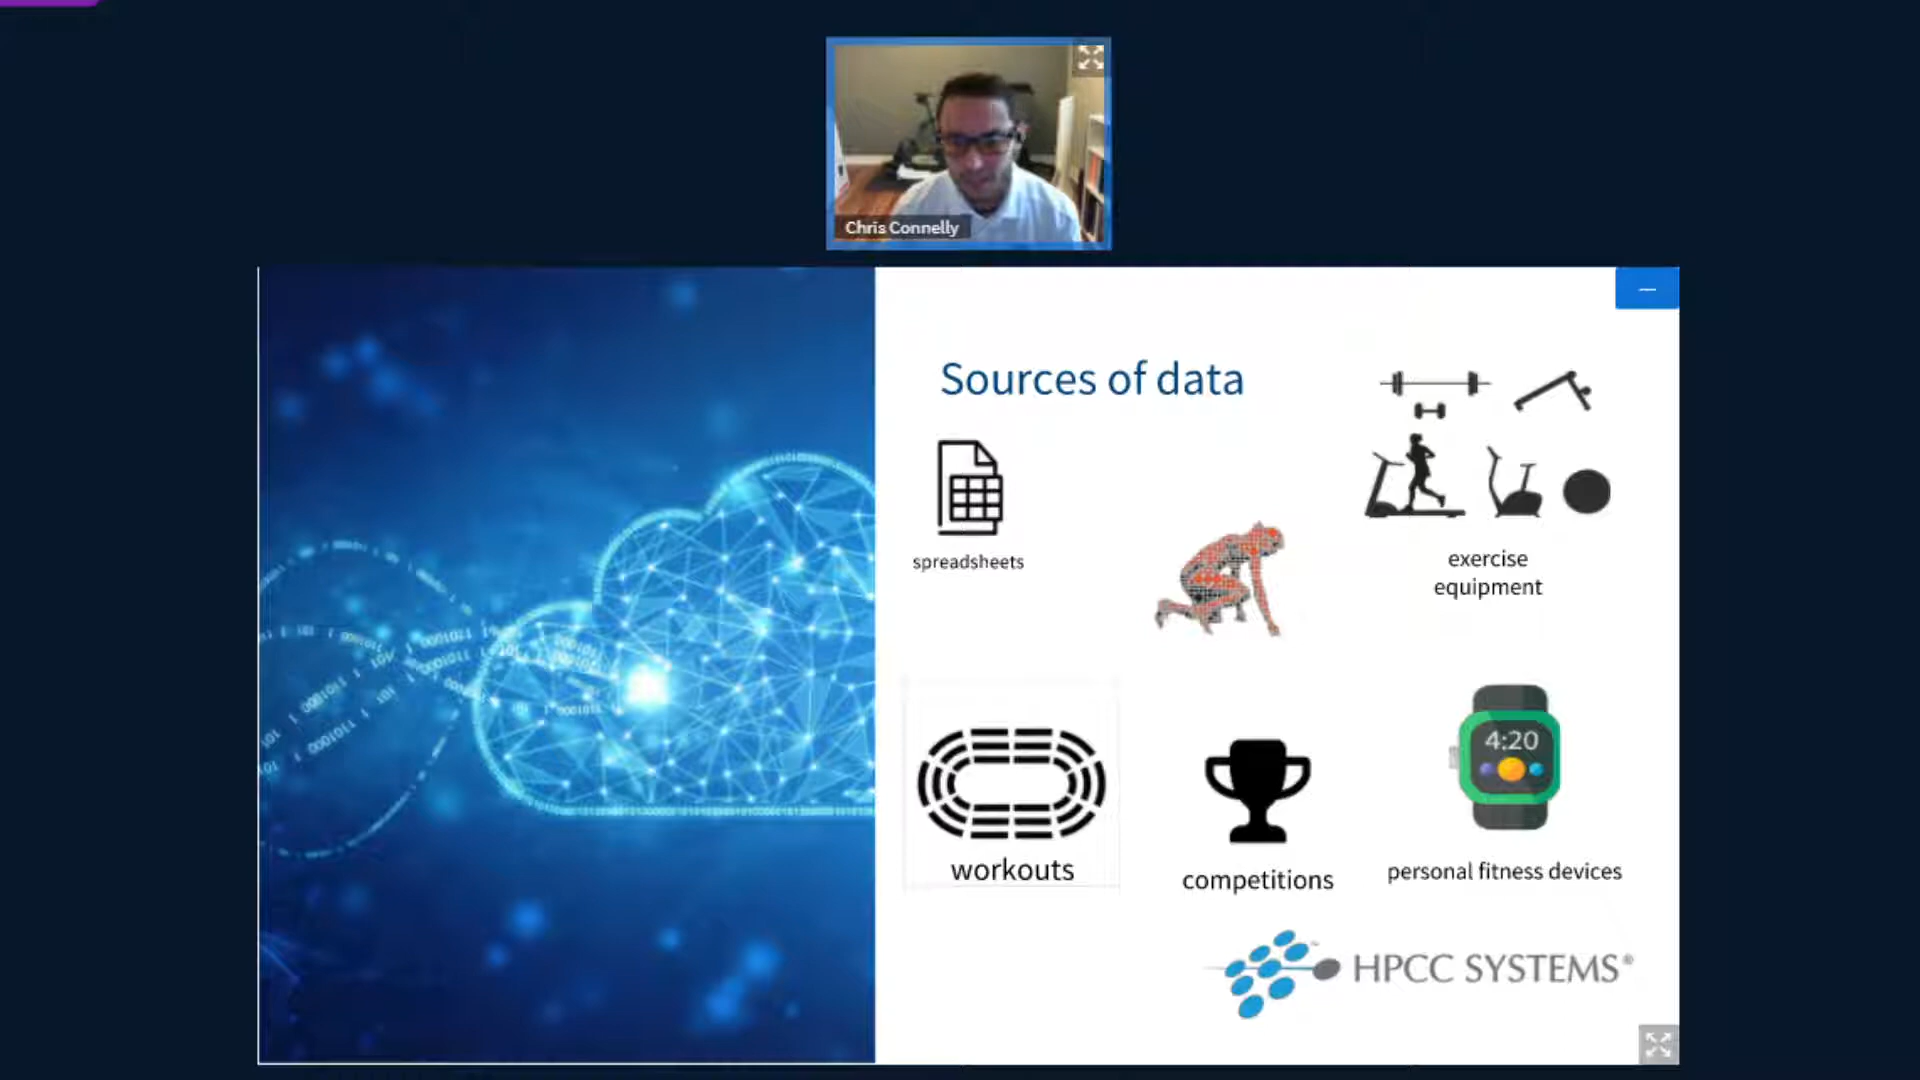 Chris Connelly
Sources of data
spreadsheets
exercise
equipment
4:20
workouts
competitions
personal fitness devices
HPCC SYSTEMS®